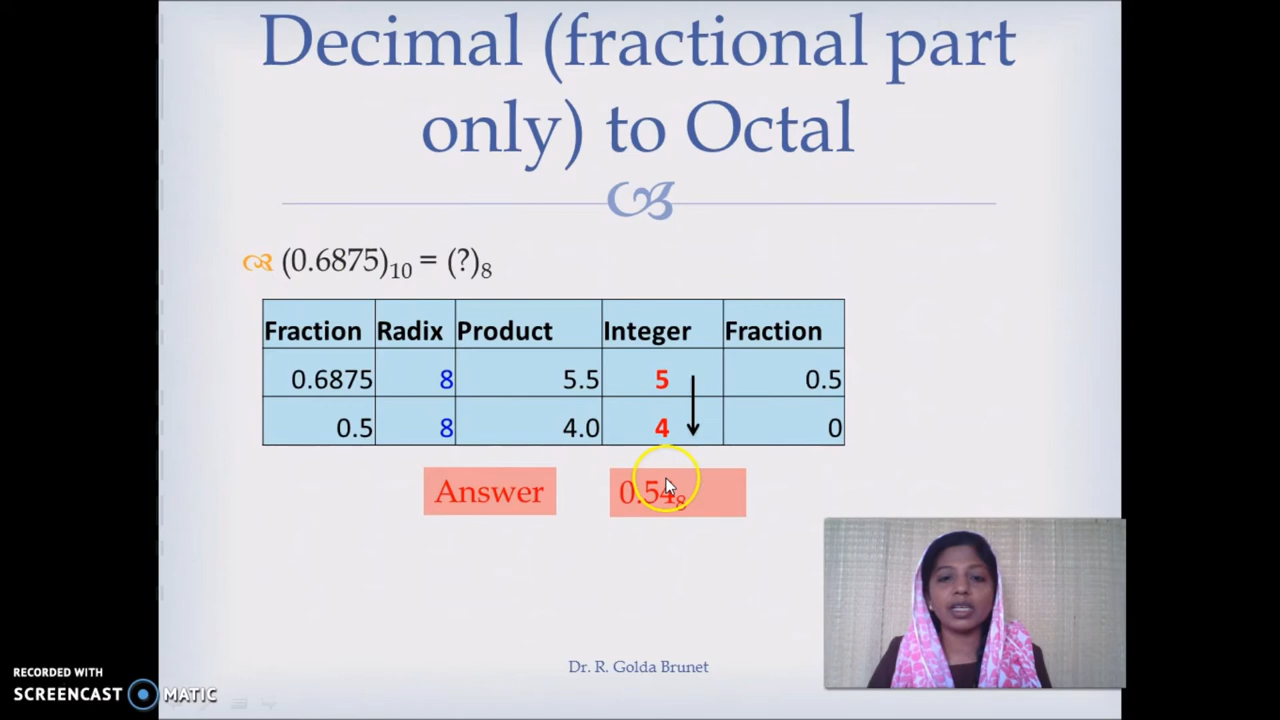 Decimal (fractional part
only) to Octal
(0.6875)10 = (?)8
Fraction Radix Product Integer Fraction
0.6875 8 5.5 5 0.5
0.5 8 4.0 4 0
Answer 0.548
Dr. R. Golda Brunet
RECORDED WITH
SCREENCAST MATIC